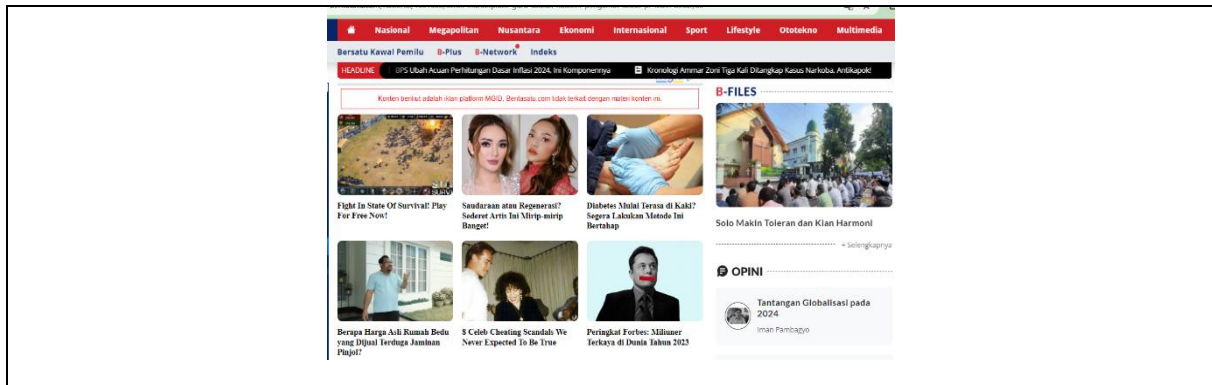 Nasional Megapolitan Nusantara Ekonomi Internasional Sport Lifestyle Ototekno Multimedia
Bersatu Kawal Pemilu B-Plus B-Network Indeks
HEADLINE BPS Ubah Acuan Perhitungan Dasar Inflasi 2024, Ini Komponennya Kronologi Ammar Zoni Tiga Kali Ditangkap Kasus Narkoba, Antikapok!
Konten berikut adalah iklan platform MGID. Beritasatu.com tidak terkait dengan materi konten ini.
Fight In State Of Survival! Play
For Free Now!
Saudaraan atau Regenerasi?
Sederet Artis Ini Mirip-mirip
Banget!
Diabetes Mulai Terasa di Kaki?
Segera Lakukan Metode Ini
Bertahap
Berapa Harga Asli Rumah Bedu
yang Dijual Terduga Jaminan
Pinjol?
8 Celeb Cheating Scandals We
Never Expected To Be True
Peringkat Forbes: Miliuner
Terkaya di Dunia Tahun 2023
B-FILES
Solo Makin Toleran dan Kian Harmoni
+ Selengkapnya
OPINI
Tantangan Globalisasi pada
2024
Iman Pambagyo